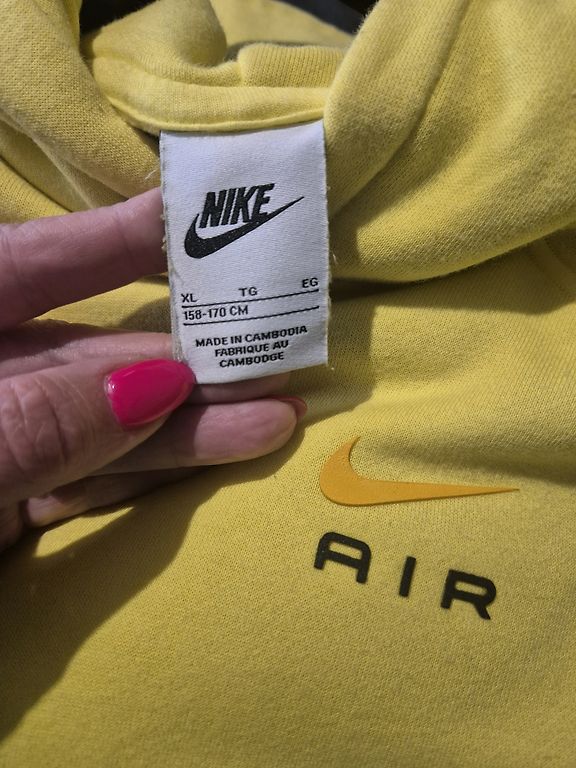 NIKE
XL TG EG
158-170 CM
MADE IN CAMBODIA
FABRIQUE AU
CAMBODGE
AIR